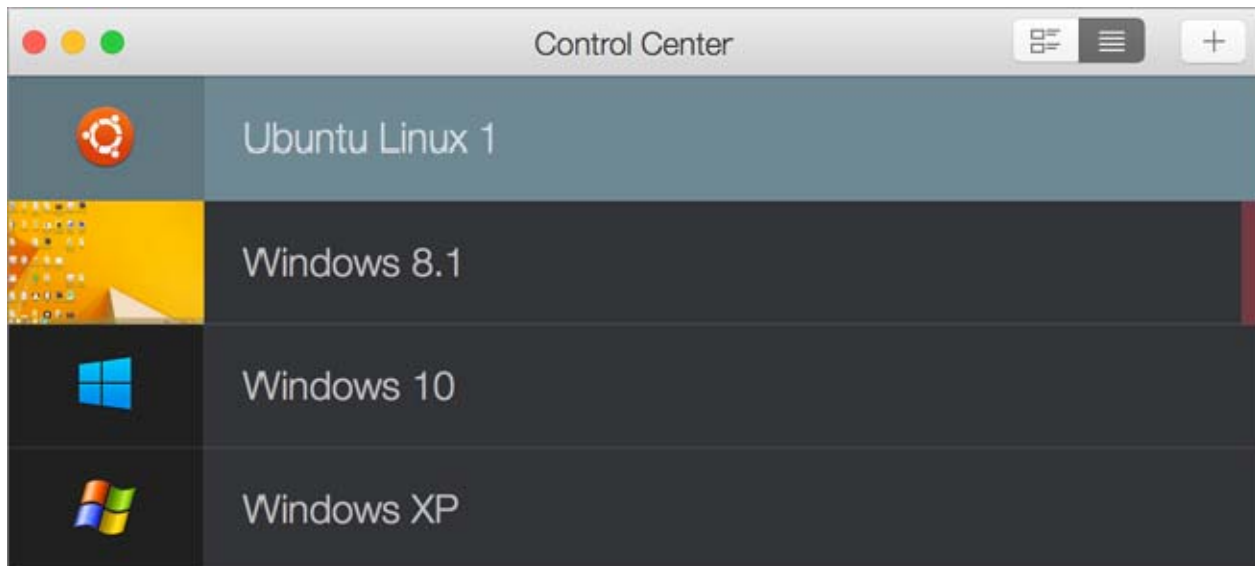 Control Center
Ubuntu Linux 1
Windows 8.1
Windows 10
Windows XP